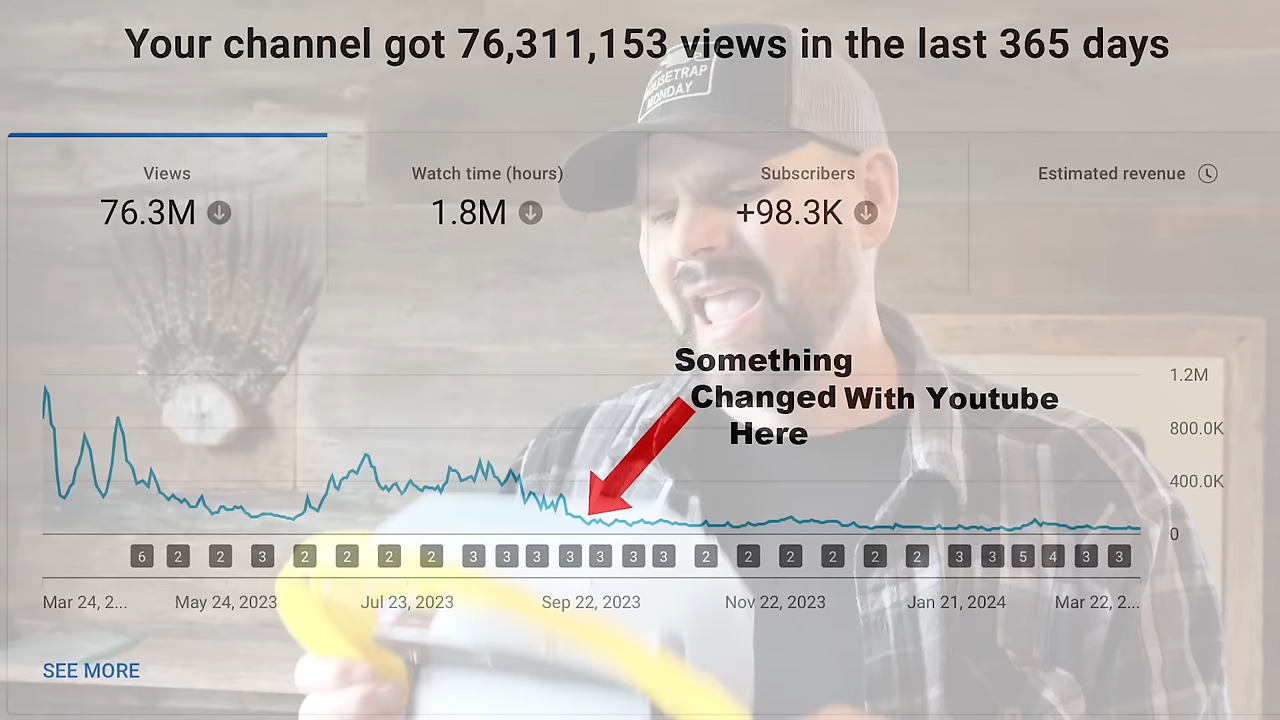 Your channel got 76,311,153 views in the last 365 days
MOUSETRAP
MONDAY
Views
Watch time (hours)
Subscribers
Estimated revenue
76.3M
1.8M
+98.3K
Something
Changed With Youtube
Here
1.2M
800.0K
400.0K
0
6 2 2 3 2 2 2 2 3 3 3 3 3 3 3 2 2 2 2 2 2 3 3 5 4 3 3
Mar 24, 2... May 24, 2023 Jul 23, 2023 Sep 22, 2023 Nov 22, 2023 Jan 21, 2024 Mar 22, 2...
SEE MORE